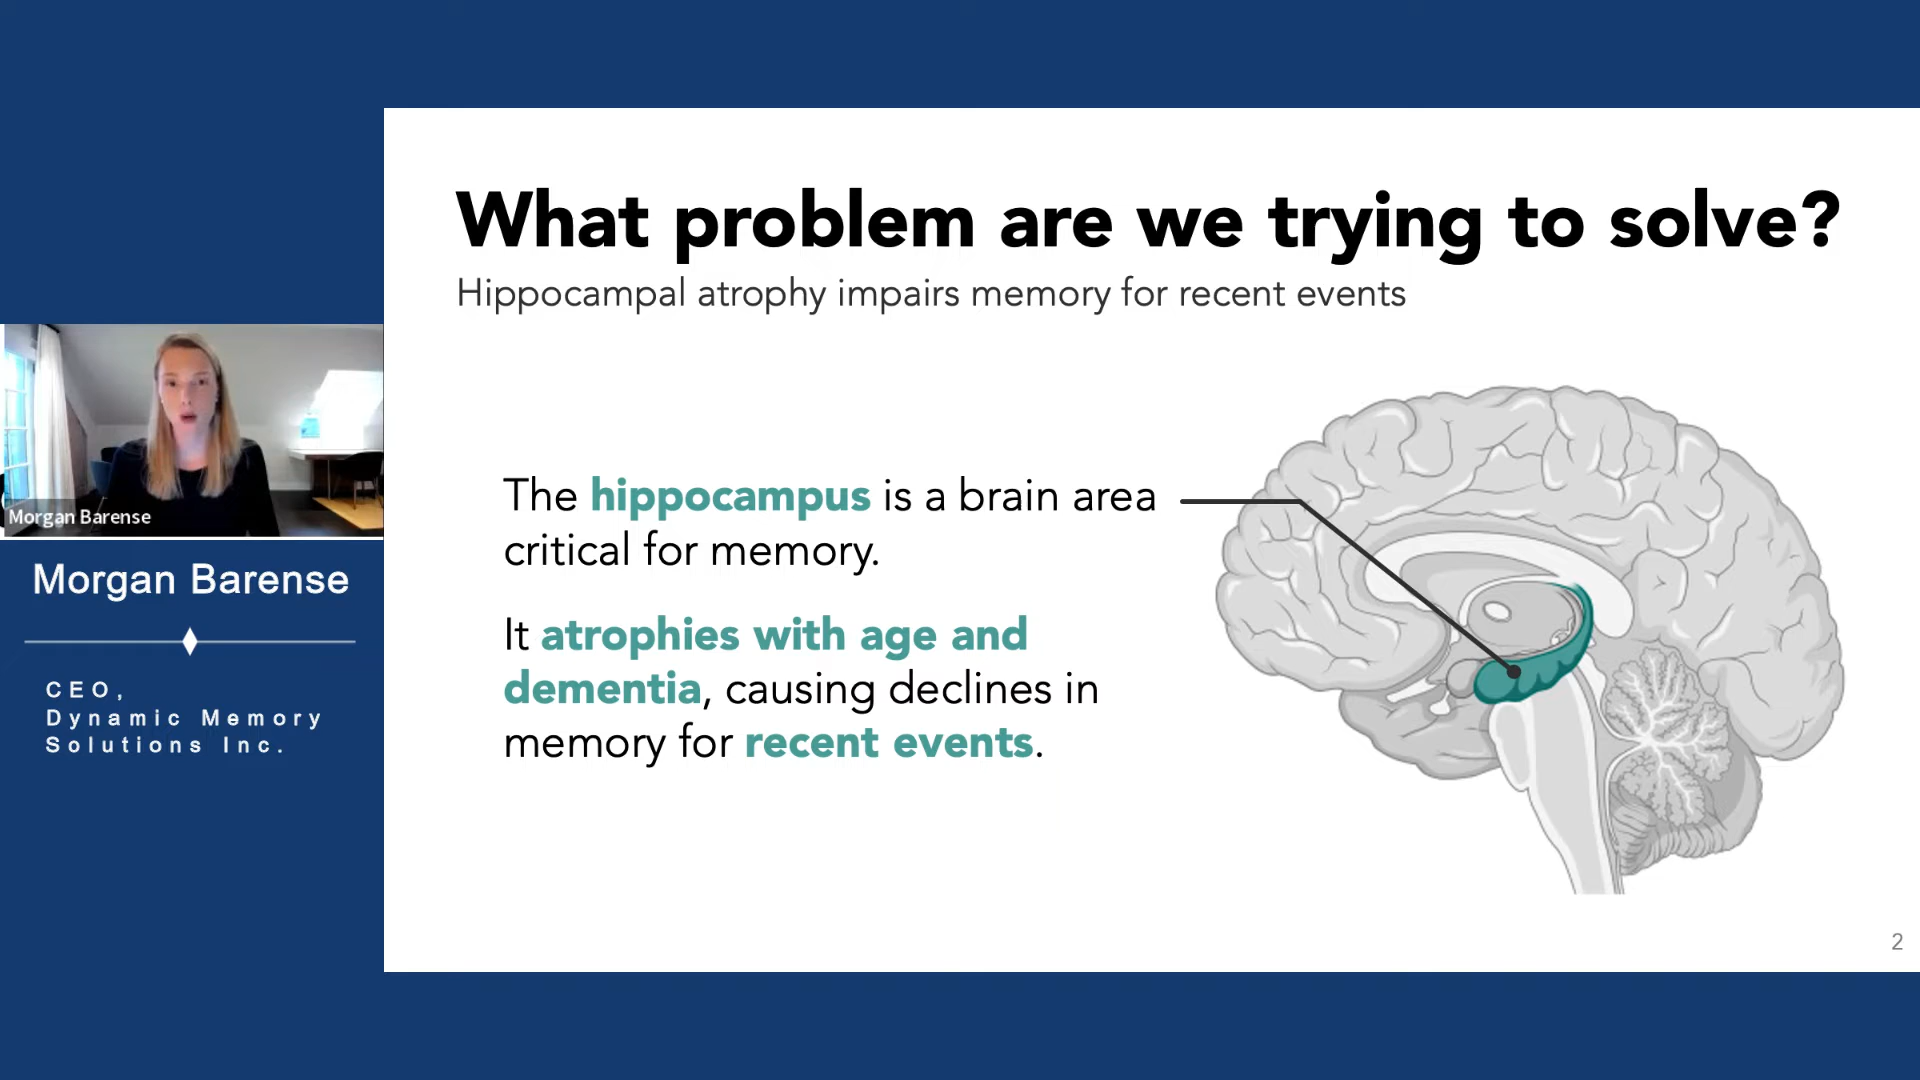 What problem are we trying to solve?
Hippocampal atrophy impairs memory for recent events
The hippocampus is a brain area
critical for memory.
It atrophies with age and
dementia, causing declines in
memory for recent events.
2
Morgan Barense
Morgan Barense
CEO,
Dynamic Memory
Solutions Inc.